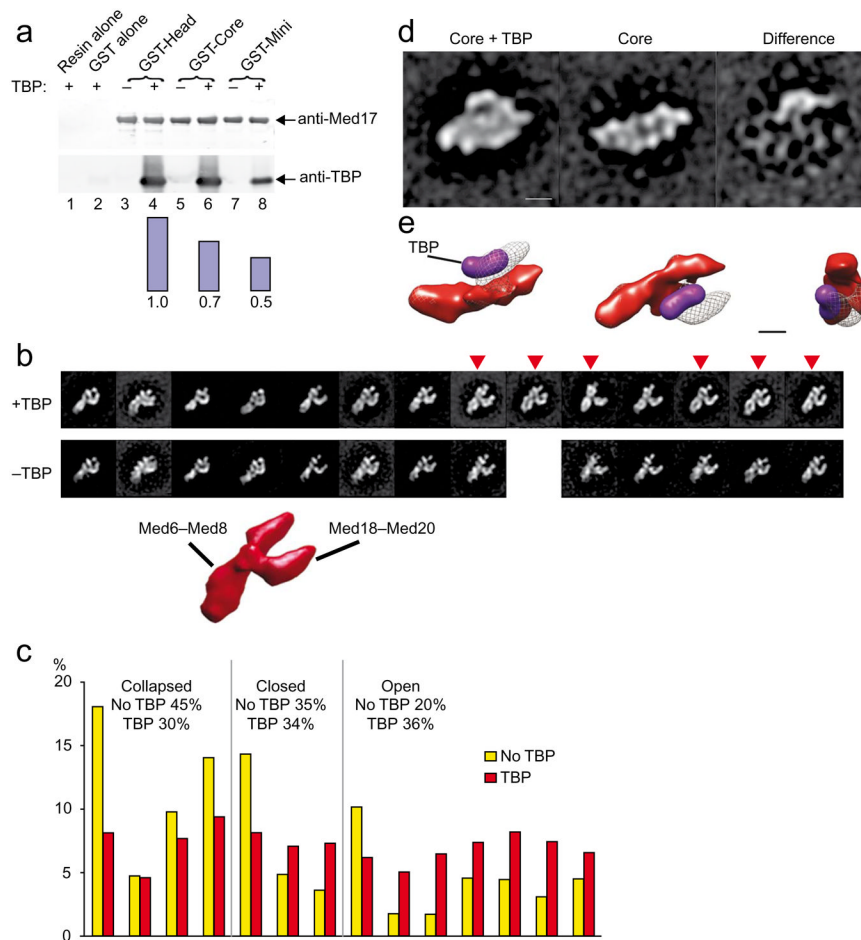 a
Resin alone
GST alone
GST-Head
GST-Core
GST-Mini
TBP: + + – + – + – +
anti-Med17
anti-TBP
1 2 3 4 5 6 7 8
1.0 0.7 0.5
d
Core + TBP Core Difference
e
TBP
b
+TBP
–TBP
Med6–Med8
Med18–Med20
c
%
20
15
10
5
0
Collapsed
No TBP 45%
TBP 30%
Closed
No TBP 35%
TBP 34%
Open
No TBP 20%
TBP 36%
No TBP
TBP